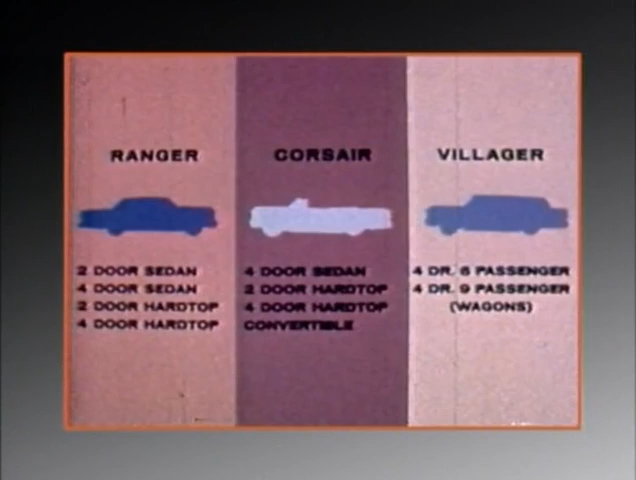 RANGER
2 DOOR SEDAN
4 DOOR SEDAN
2 DOOR HARDTOP
4 DOOR HARDTOP
CORSAIR
4 DOOR SEDAN
2 DOOR HARDTOP
4 DOOR HARDTOP
CONVERTIBLE
VILLAGER
4 DR. 6 PASSENGER
4 DR. 9 PASSENGER
(WAGONS)